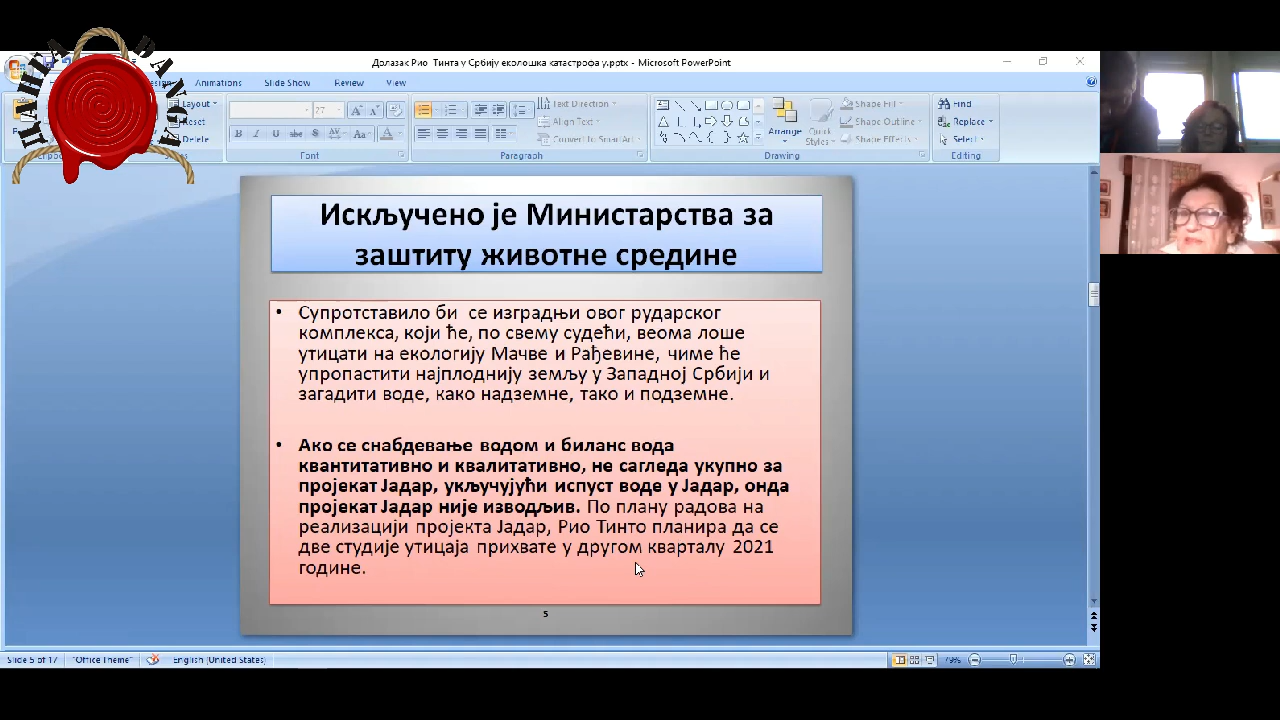 Долазак Рио Тинта у Србију еколошка катастрофа у.pptx - Microsoft PowerPoint
Animations Slide Show Review View
Layout
Reset
Delete
27
Text Direction
Align Text
Convert to SmartArt
Arrange
Quick Styles
Shape Fill
Shape Outline
Shape Effects
Find
Replace
Select
Font
Paragraph
Drawing
Editing
Искључено је Министарства за
заштиту животне средине
• Супротставило би се изградњи овог рударског
комплекса, који ће, по свему судећи, веома лоше
утицати на екологију Мачве и Рађевине, чиме ће
упропастити најплоднију земљу у Западној Србији и
загадити воде, како надземне, тако и подземне.
• Ако се снабдевање водом и биланс вода
квантитативно и квалитативно, не сагледа укупно за
пројекат Јадар, укључујући испуст воде у Јадар, онда
пројекат Јадар није изводљив. По плану радова на
реализацији пројекта Јадар, Рио Тинто планира да се
две студије утицаја прихвате у другом кварталу 2021
године.
5
Slide 5 of 17 "Office Theme" English (United States) 79%